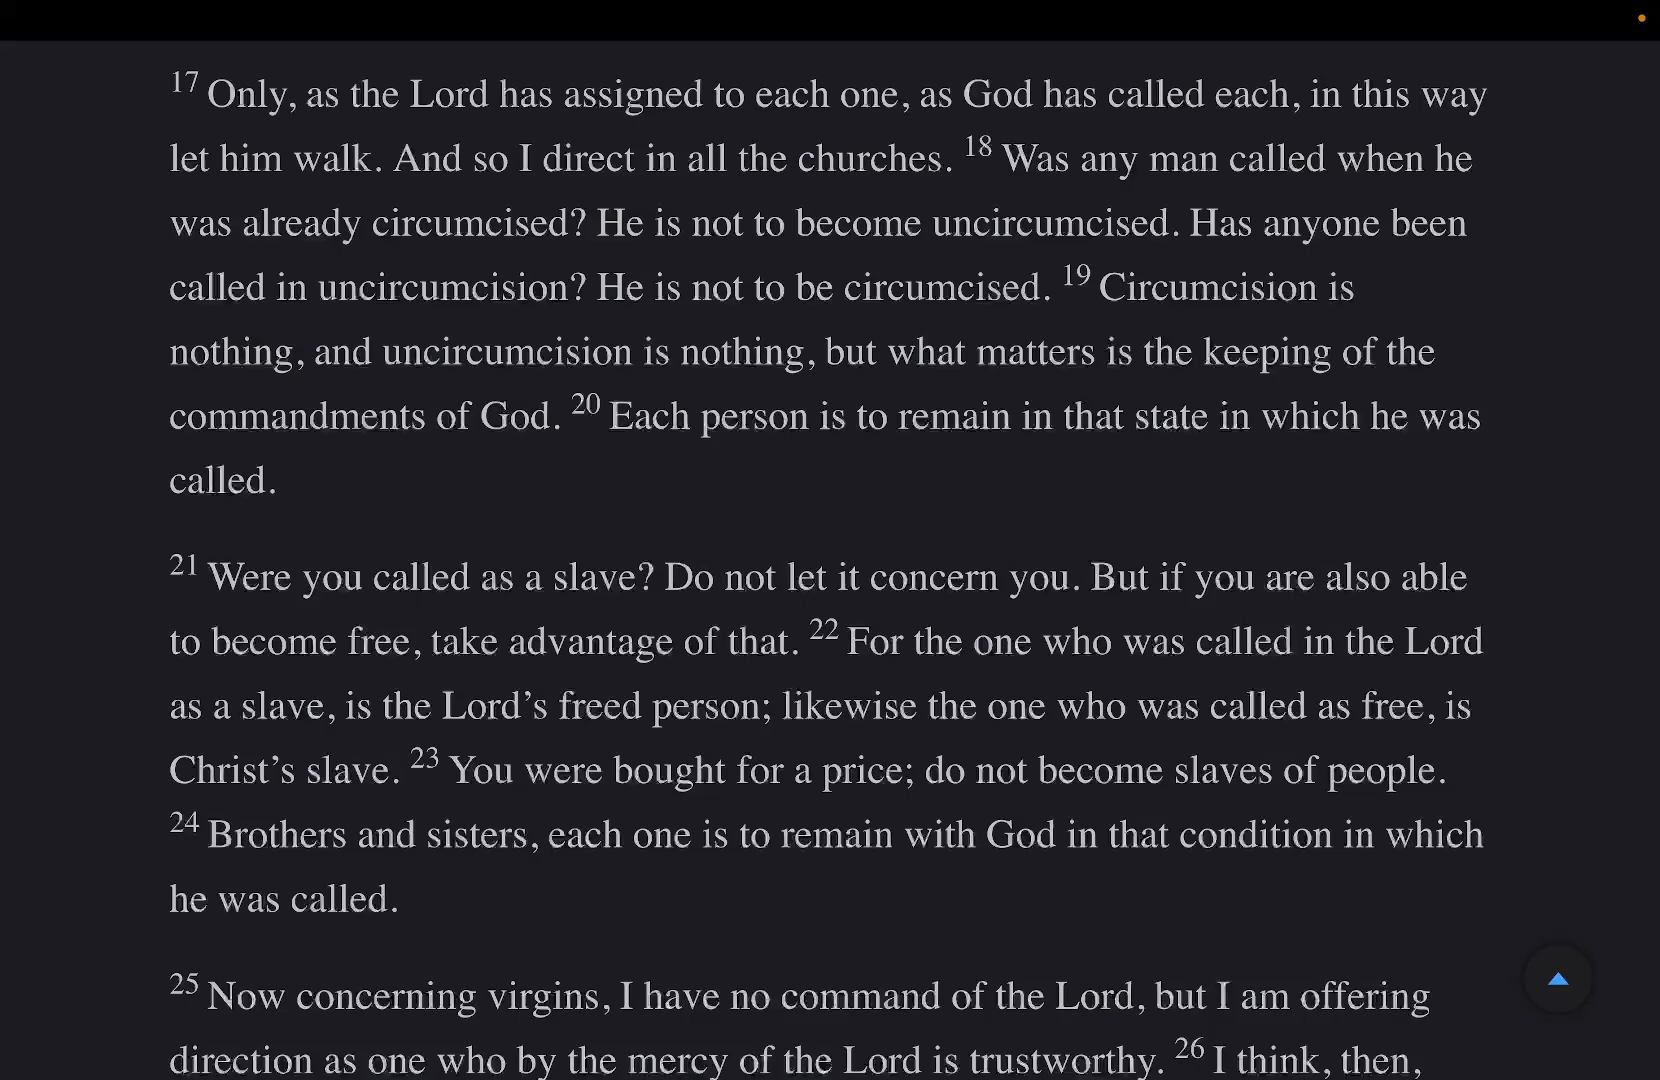 17 Only, as the Lord has assigned to each one, as God has called each, in this way
let him walk. And so I direct in all the churches. 18 Was any man called when he
was already circumcised? He is not to become uncircumcised. Has anyone been
called in uncircumcision? He is not to be circumcised. 19 Circumcision is
nothing, and uncircumcision is nothing, but what matters is the keeping of the
commandments of God. 20 Each person is to remain in that state in which he was
called.
21 Were you called as a slave? Do not let it concern you. But if you are also able
to become free, take advantage of that. 22 For the one who was called in the Lord
as a slave, is the Lord’s freed person; likewise the one who was called as free, is
Christ’s slave. 23 You were bought for a price; do not become slaves of people.
24 Brothers and sisters, each one is to remain with God in that condition in which
he was called.
25 Now concerning virgins, I have no command of the Lord, but I am offering
direction as one who by the mercy of the Lord is trustworthy. 26 I think, then,